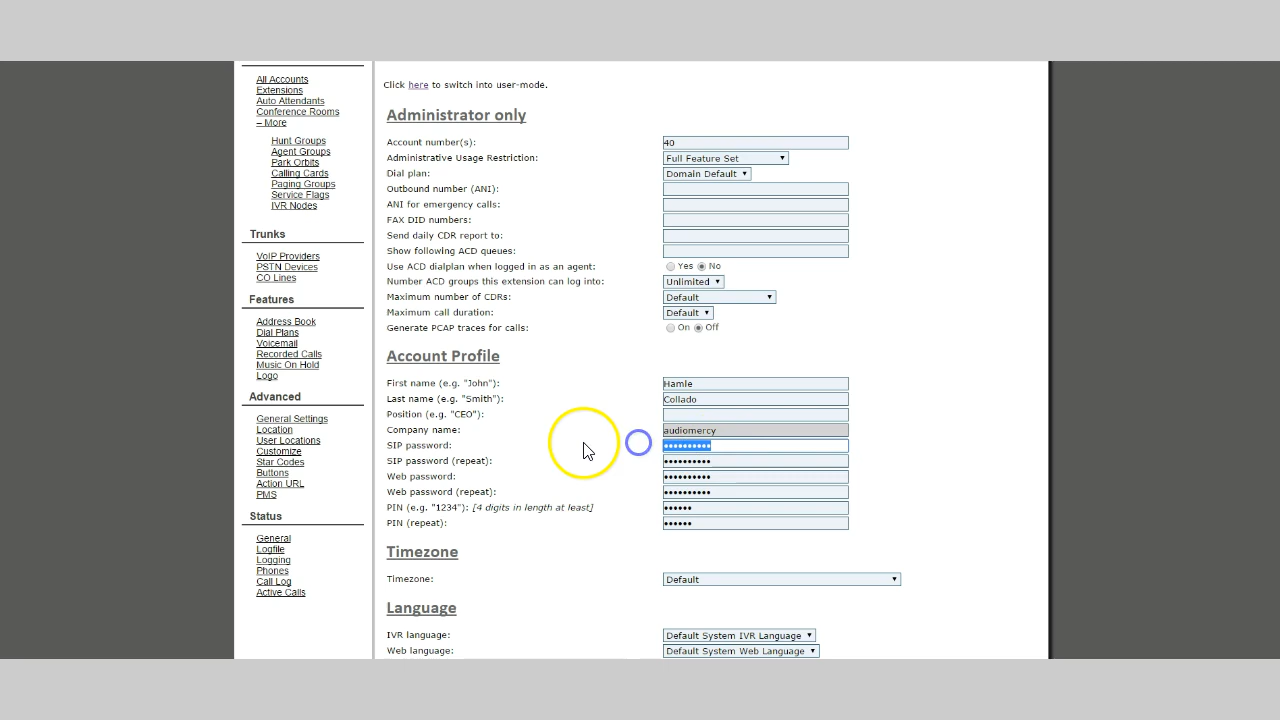 All Accounts
Extensions
Auto Attendants
Conference Rooms
– More
Hunt Groups
Agent Groups
Park Orbits
Calling Cards
Paging Groups
Service Flags
IVR Nodes
Trunks
VoIP Providers
PSTN Devices
CO Lines
Features
Address Book
Dial Plans
Voicemail
Recorded Calls
Music On Hold
Logo
Advanced
General Settings
Location
User Locations
Customize
Star Codes
Buttons
Action URL
PMS
Status
General
Logfile
Logging
Phones
Call Log
Active Calls
Click here to switch into user-mode.
Administrator only
Account number(s): 40
Administrative Usage Restriction: Full Feature Set
Dial plan: Domain Default
Outbound number (ANI):
ANI for emergency calls:
FAX DID numbers:
Send daily CDR report to:
Show following ACD queues:
Use ACD dialplan when logged in as an agent: Yes No
Number ACD groups this extension can log into: Unlimited
Maximum number of CDRs: Default
Maximum call duration: Default
Generate PCAP traces for calls: On Off
Account Profile
First name (e.g. "John"): Hamle
Last name (e.g. "Smith"): Collado
Position (e.g. "CEO"):
Company name: audiomercy
SIP password: ••••••••••
SIP password (repeat): ••••••••••
Web password: ••••••••••
Web password (repeat): ••••••••••
PIN (e.g. "1234"): [4 digits in length at least] ••••••
PIN (repeat): ••••••
Timezone
Timezone: Default
Language
IVR language: Default System IVR Language
Web language: Default System Web Language